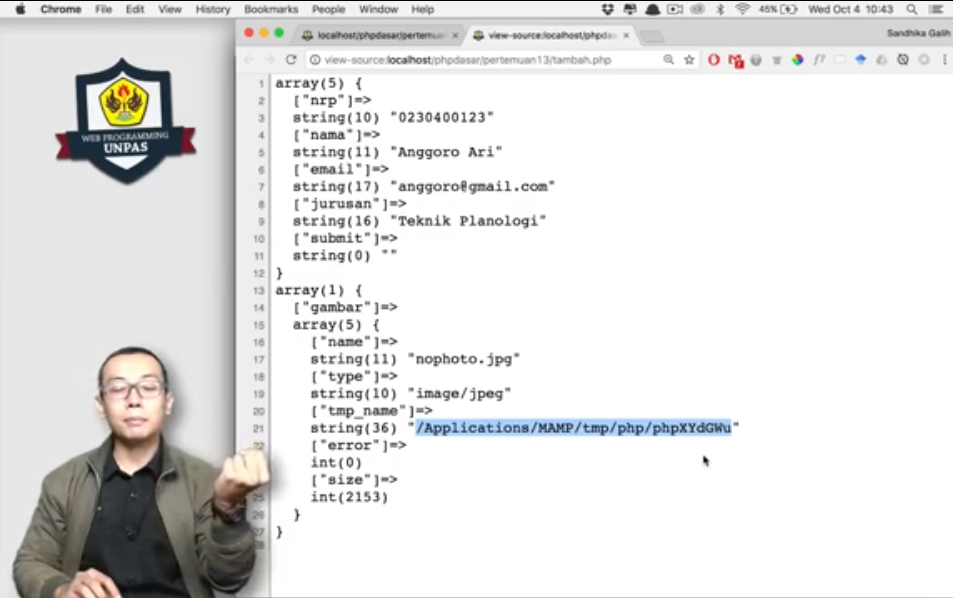 Chrome File Edit View History Bookmarks People Window Help 45% Wed Oct 4 10:43
localhost/phpdasar/pertemuan × view-source:localhost/phpdas × Sandhika Galih
view-source:localhost/phpdasar/pertemuan13/tambah.php
WEB PROGRAMMING
UNPAS
1 array(5) {
2 ["nrp"]=>
3 string(10) "0230400123"
4 ["nama"]=>
5 string(11) "Anggoro Ari"
6 ["email"]=>
7 string(17) "anggoro@gmail.com"
8 ["jurusan"]=>
9 string(16) "Teknik Planologi"
10 ["submit"]=>
11 string(0) ""
12 }
13 array(1) {
14 ["gambar"]=>
15 array(5) {
16 ["name"]=>
17 string(11) "nophoto.jpg"
18 ["type"]=>
19 string(10) "image/jpeg"
20 ["tmp_name"]=>
21 string(36) "/Applications/MAMP/tmp/php/phpXYdGWu"
22 ["error"]=>
int(0)
["size"]=>
25 int(2153)
26 }
27 }
28